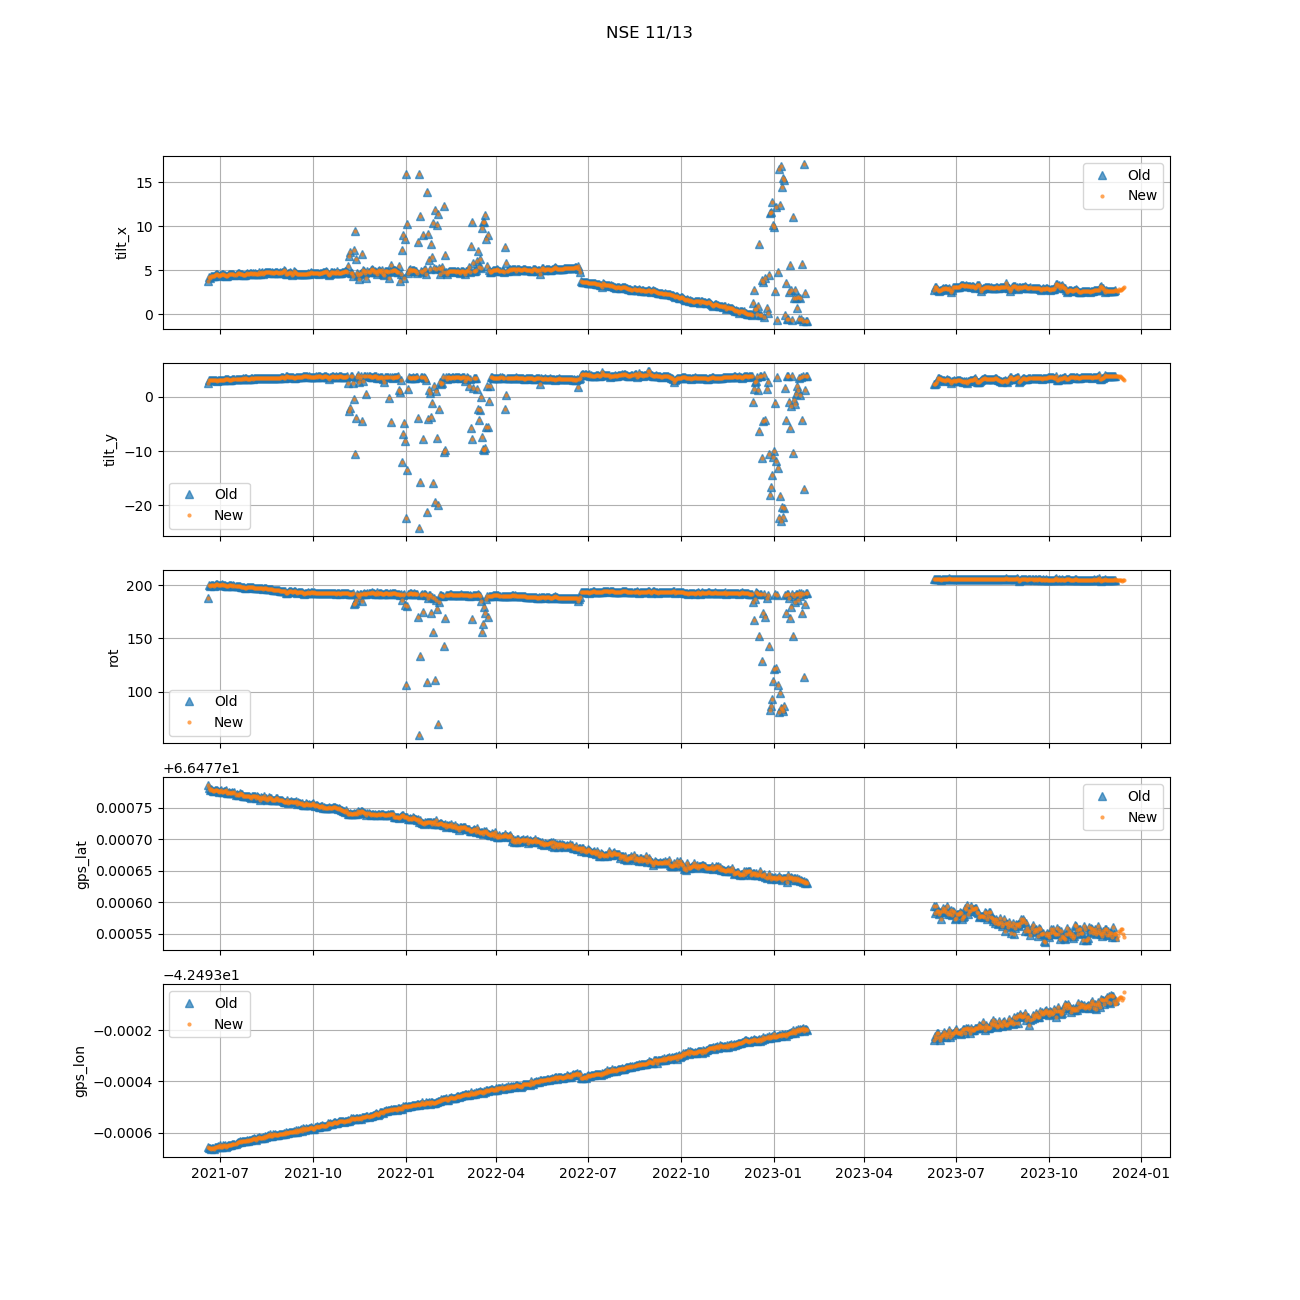 NSE 11/13
15
10
5
0
tilt_x
Old
New
0
−10
−20
tilt_y
Old
New
200
150
100
rot
Old
New
+6.6477e1
0.00075
0.00070
0.00065
0.00060
0.00055
gps_lat
Old
New
−4.2493e1
−0.0002
−0.0004
−0.0006
gps_lon
Old
New
2021-07 2021-10 2022-01 2022-04 2022-07 2022-10 2023-01 2023-04 2023-07 2023-10 2024-01